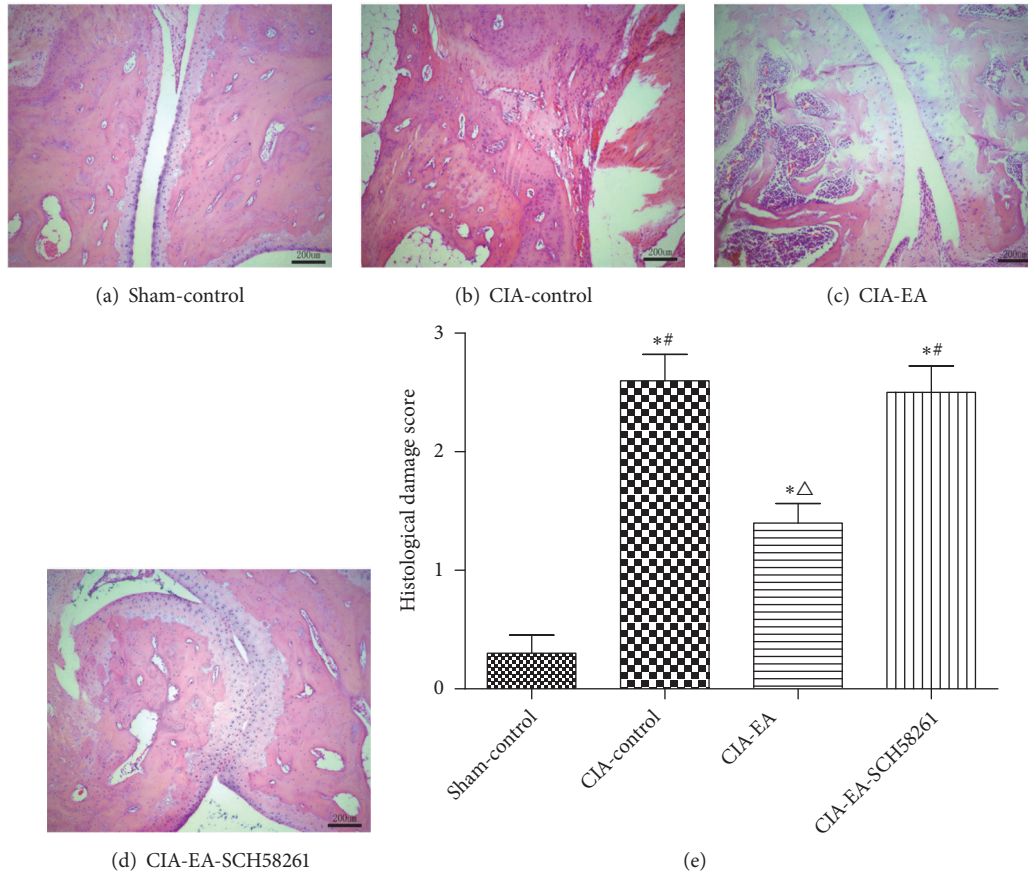 200um
200um
200um
(a) Sham-control
(b) CIA-control
(c) CIA-EA
3
2
1
0
Histological damage score
*#
*△
*#
Sham-control
CIA-control
CIA-EA
CIA-EA-SCH58261
200um
(d) CIA-EA-SCH58261
(e)